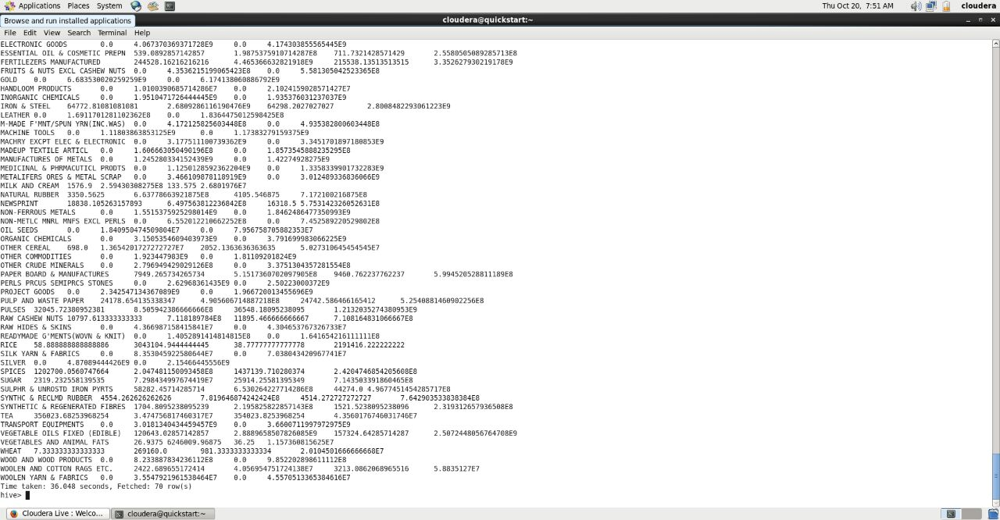 Applications Places System Thu Oct 20, 7:51 AM cloudera
Browse and run installed applications cloudera@quickstart:~
File Edit View Search Terminal Help
ELECTRONIC GOODS 0.0 4.067370369371728E9 0.0 4.174303855565445E9
ESSENTIAL OIL & COSMETIC PREPN 539.0892857142857 1.9875375910714287E8 711.7321428571429 2.5580505089285713E8
FERTILEZERS MANUFACTURED 244528.16216216216 4.465366632821918E9 215538.13513513515 3.352627930219178E9
FRUITS & NUTS EXCL CASHEW NUTS 0.0 4.3536215199065423E8 0.0 5.581305042523365E8
GOLD 0.0 6.683530020259259E9 0.0 6.174138060886792E9
HANDLOOM PRODUCTS 0.0 1.0100390685714286E7 0.0 2.1024159028571427E7
INORGANIC CHEMICALS 0.0 1.9510471726444445E9 0.0 1.935376031237037E9
IRON & STEEL 64772.81081081081 2.6809286116190476E9 64298.2027027027 2.8008482293061223E9
LEATHER 0.0 1.6911701281102362E8 0.0 1.8364475012598425E8
M-MADE F'MNT/SPUN YRN(INC.WAS) 0.0 4.172125825603448E8 0.0 4.935382800603448E8
MACHINE TOOLS 0.0 1.11803863853125E9 0.0 1.17383279159375E9
MACHRY EXCPT ELEC & ELECTRONIC 0.0 3.177511100739362E9 0.0 3.3451701897180853E9
MADEUP TEXTILE ARTICL 0.0 1.606663050490196E8 0.0 1.8573545888235295E8
MANUFACTURES OF METALS 0.0 1.245280334152439E9 0.0 1.42274928275E9
MEDICINAL & PHRMACUTICL PRODTS 0.0 1.1250128592362204E9 0.0 1.3358339901732283E9
METALIFERS ORES & METAL SCRAP 0.0 3.466109878118919E9 0.0 3.012489336836066E9
MILK AND CREAM 1576.9 2.59430308275E8 133.575 2.6801976E7
NATURAL RUBBER 3350.5625 6.63778663921875E8 4105.546875 7.172100216875E8
NEWSPRINT 18838.105263157893 6.497563812236842E8 16318.5 5.753142326052631E8
NON-FERROUS METALS 0.0 1.5515375925298014E9 0.0 1.8462486477350993E9
NON-METLC MNRL MNFS EXCL PERLS 0.0 6.552012210662252E8 0.0 7.452589220529802E8
OIL SEEDS 0.0 1.840950474509804E7 0.0 7.956758705882353E7
ORGANIC CHEMICALS 0.0 3.1505354609403973E9 0.0 3.791699983066225E9
OTHER CEREAL 698.0 1.3654201727272727E7 2052.1363636363635 5.027310645454545E7
OTHER COMMODITIES 0.0 1.923447983E9 0.0 1.81109201824E9
OTHER CRUDE MINERALS 0.0 2.796949429029126E8 0.0 3.3751304357281554E8
PAPER BOARD & MANUFACTURES 7949.265734265734 5.1517360702097905E8 9460.762237762237 5.994520528811189E8
PERLS PRCUS SEMIPRCS STONES 0.0 2.62968361435E9 0.0 2.50223000372E9
PROJECT GOODS 0.0 2.342547134367089E9 0.0 1.966720013455696E9
PULP AND WASTE PAPER 24178.654135338347 4.905606714887218E8 24742.586466165412 5.2540881460902256E8
PULSES 32045.72380952381 8.505942386666666E8 36548.18095238095 1.2132035274380953E9
RAW CASHEW NUTS 10797.613333333333 7.118189784E8 11895.466666666667 7.108164831066667E8
RAW HIDES & SKINS 0.0 4.366987158415841E7 0.0 4.304653767326733E7
READYMADE G'MENTS(WOVN & KNIT) 0.0 1.4052891414814815E8 0.0 1.641654216111111E8
RICE 58.888888888888886 3043104.9444444445 38.77777777777778 2191416.222222222
SILK YARN & FABRICS 0.0 8.353045922580644E7 0.0 7.038043420967741E7
SILVER 0.0 4.87089444426E9 0.0 2.15466445556E9
SPICES 1202700.0560747664 2.04748115009345​8E8 1437139.710280374 2.4204746854205608E8
SUGAR 2319.232558139535 7.298434997674419E7 25914.25581395349 7.143503391860465E8
SULPHR & UNROSTD IRON PYRTS 58282.45714285714 6.530264227714286E8 44274.0 4.9677451454285717E8
SYNTHC & RECLMD RUBBER 4554.262626262626 7.819646874242424E8 4514.272727272727 7.642903533838384E8
SYNTHETIC & REGENERATED FIBRES 1704.8095238095239 2.195825822857143E8 1521.5238095238096 2.319312657936508E8
TEA 356023.68253968254 3.474756817460317E7 354023.8253968254 4.3560176746031746E7
TRANSPORT EQUIPMENTS 0.0 3.0181340434459457E9 0.0 3.6600711997972975E9
VEGETABLE OILS FIXED (EDIBLE) 120643.02857142857 2.8889658507826085E9 157324.64285714287 2.5072448056764708E9
VEGETABLES AND ANIMAL FATS 26.9375 6246009.96875 36.25 1.157360815625E7
WHEAT 7.333333333333333 269160.0 981.3333333333334 2.0104501666666668E7
WOOD AND WOOD PRODUCTS 0.0 8.233887834236112E8 0.0 9.852202898611112E8
WOOLEN AND COTTON RAGS ETC. 2422.689655172414 4.056954751724138E7 3213.0862068965516 5.8835127E7
WOOLEN YARN & FABRICS 0.0 3.5547921961538464E7 0.0 4.5570513365384616E7
Time taken: 36.048 seconds, Fetched: 70 row(s)
hive>
Cloudera Live : Welco... cloudera@quickstart:~